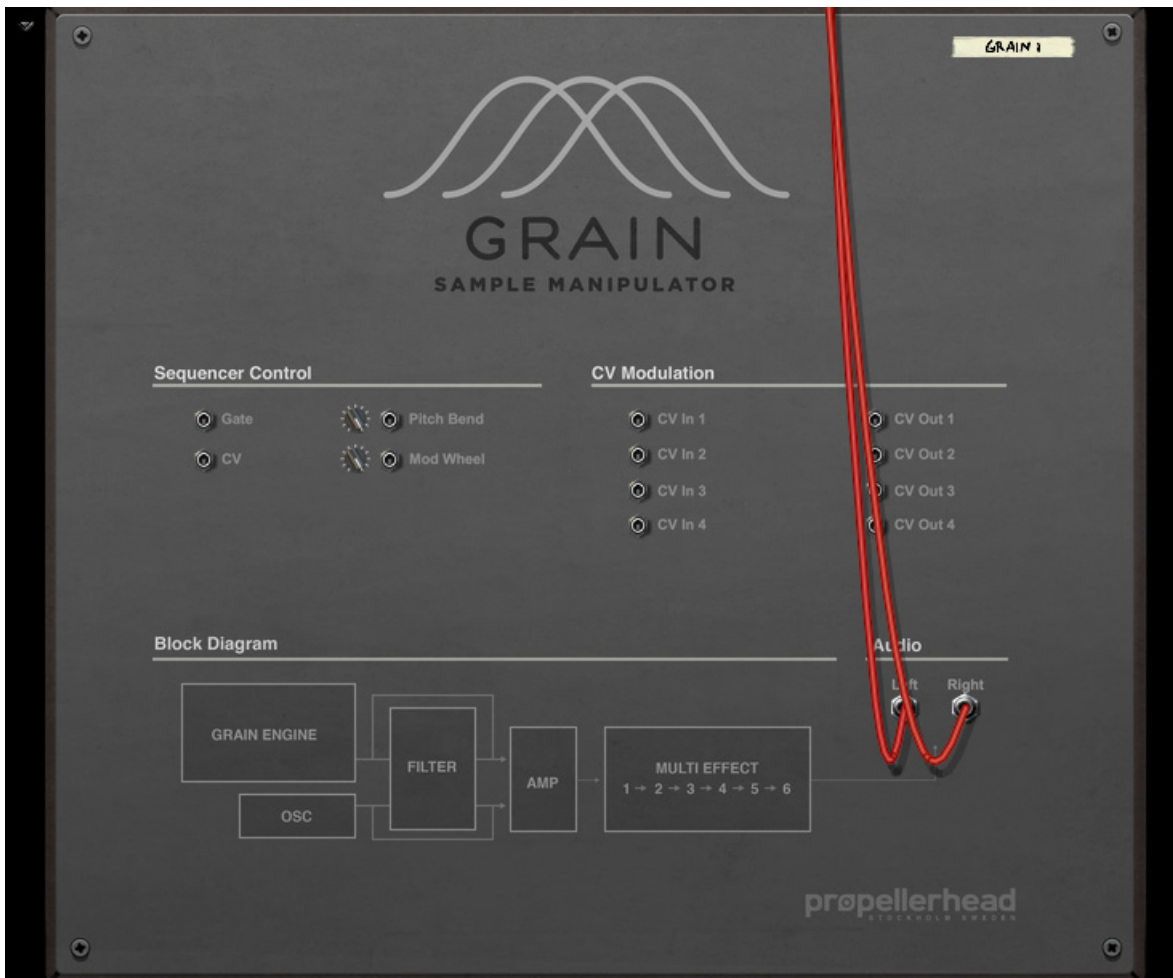 GRAIN 1
GRAIN
SAMPLE MANIPULATOR
Sequencer Control
Gate
Pitch Bend
CV
Mod Wheel
CV Modulation
CV In 1
CV Out 1
CV In 2
CV Out 2
CV In 3
CV Out 3
CV In 4
CV Out 4
Block Diagram
GRAIN ENGINE
OSC
FILTER
AMP
MULTI EFFECT
1 → 2 → 3 → 4 → 5 → 6
Audio
Left
Right
propellerhead
STOCKHOLM SWEDEN